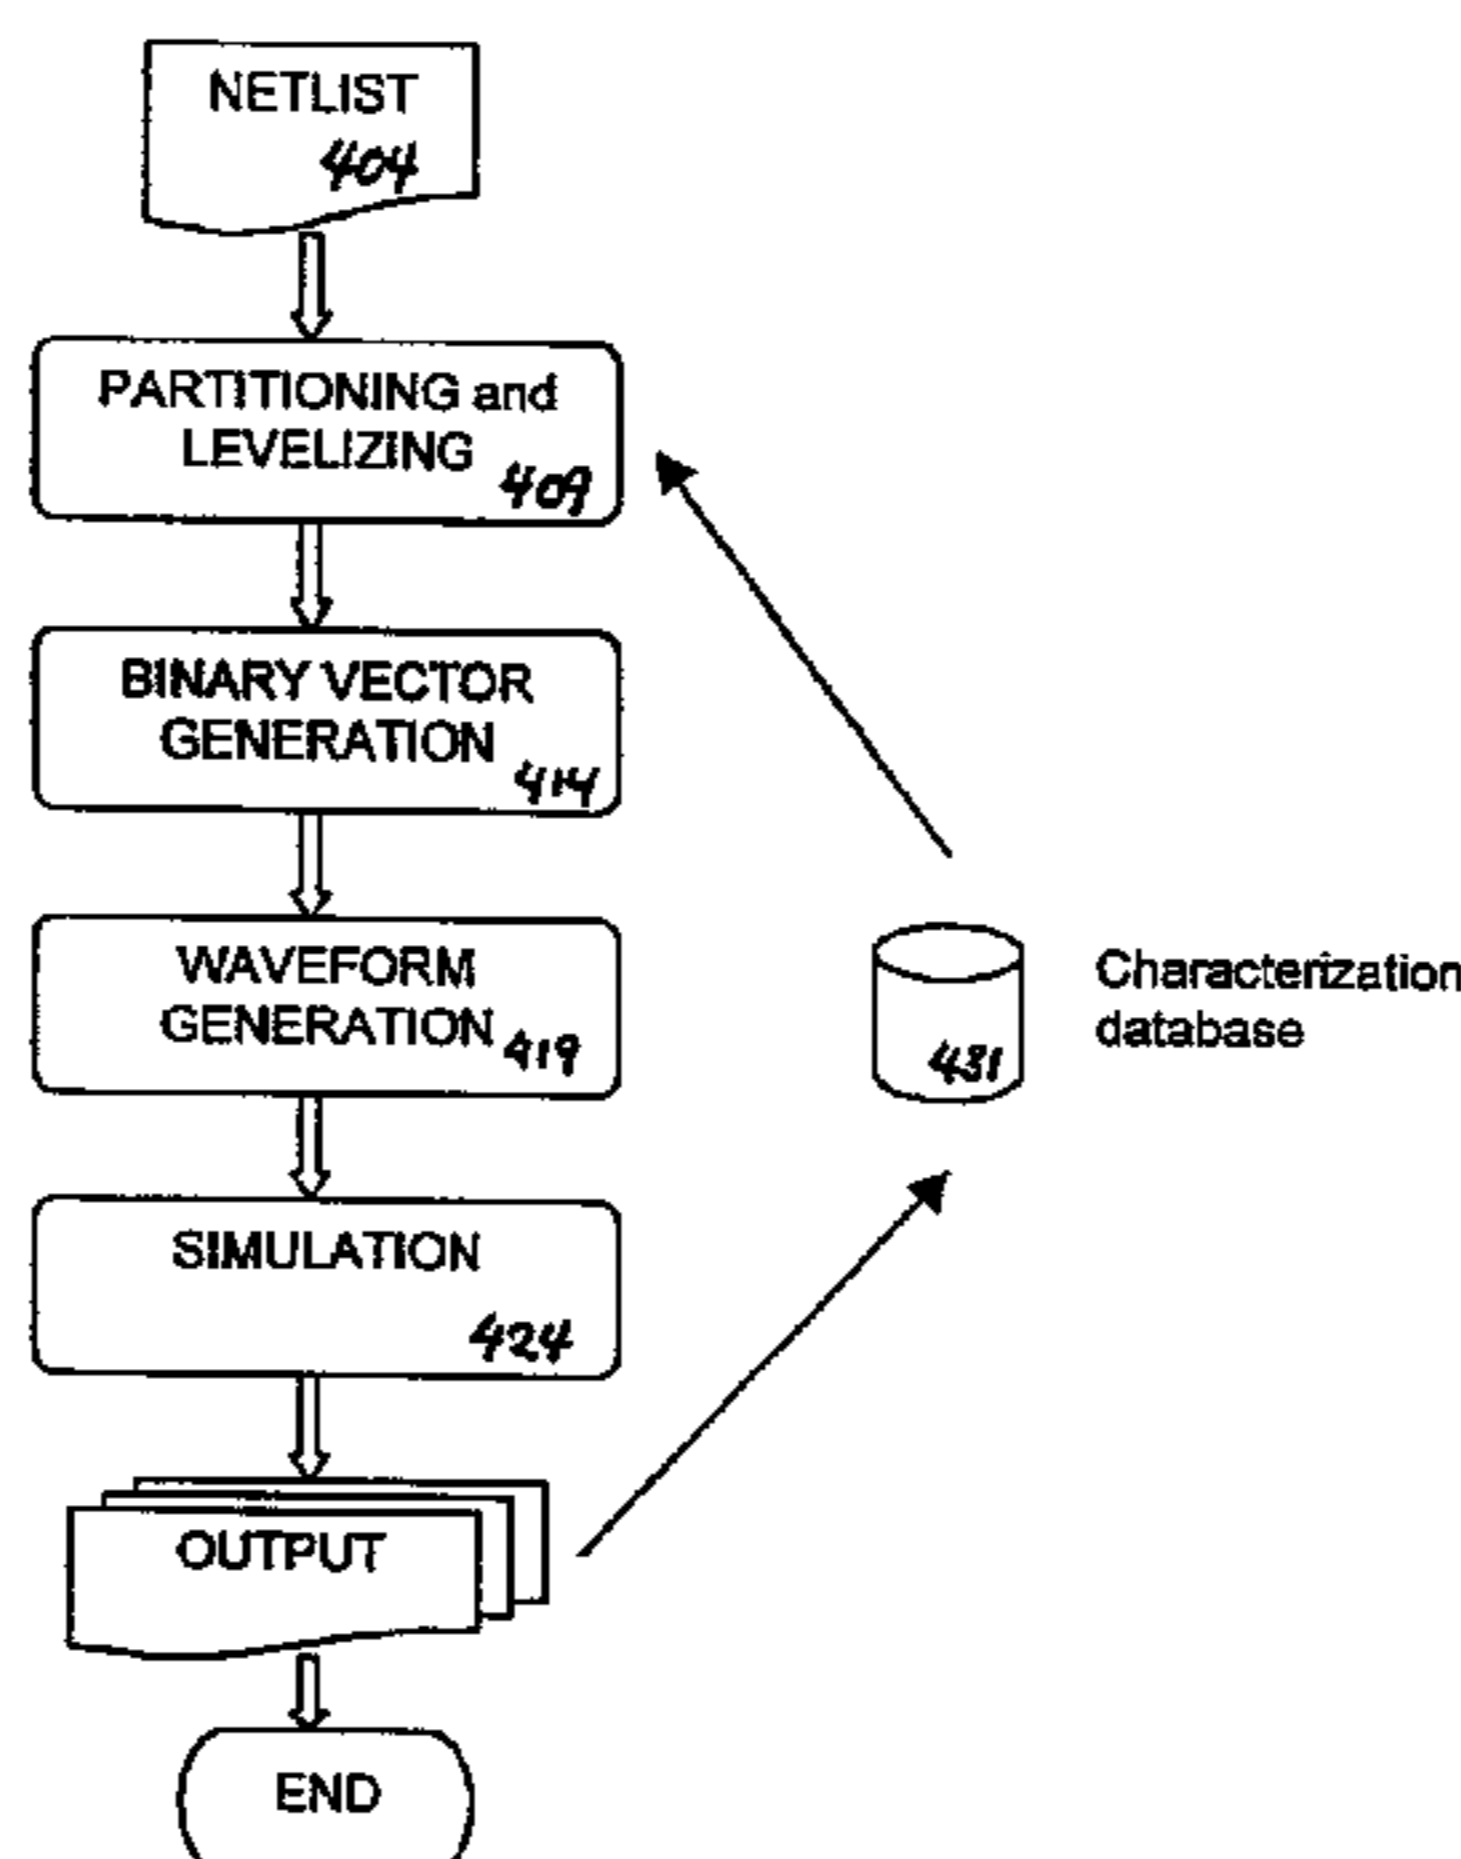 NETLIST
404
PARTITIONING and
LEVELIZING
409
BINARY VECTOR
GENERATION
414
WAVEFORM
GENERATION 419
SIMULATION
424
OUTPUT
END
Characterization
database
431